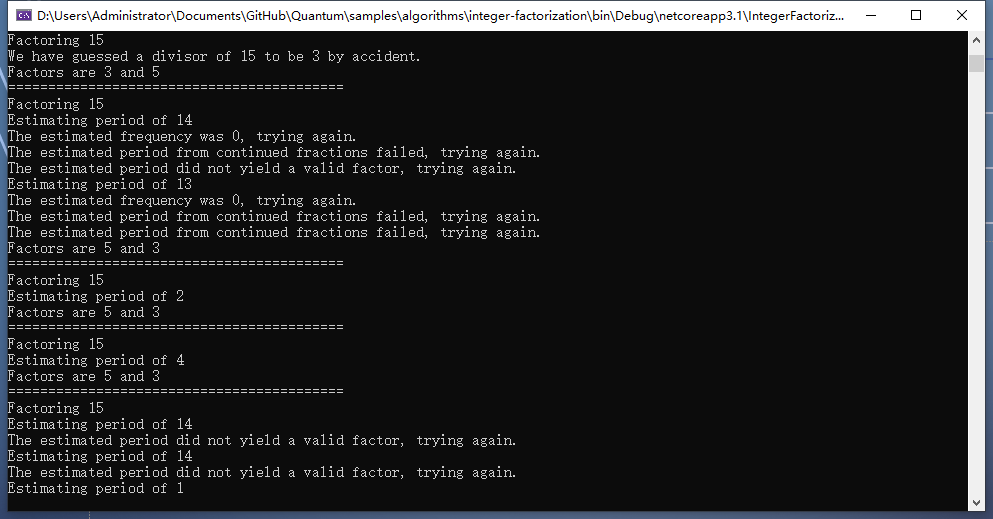 D:\Users\Administrator\Documents\GitHub\Quantum\samples\algorithms\integer-factorization\bin\Debug\netcoreapp3.1\IntegerFactoriz...
Factoring 15
We have guessed a divisor of 15 to be 3 by accident.
Factors are 3 and 5
==========================================
Factoring 15
Estimating period of 14
The estimated frequency was 0, trying again.
The estimated period from continued fractions failed, trying again.
The estimated period did not yield a valid factor, trying again.
Estimating period of 13
The estimated frequency was 0, trying again.
The estimated period from continued fractions failed, trying again.
The estimated period from continued fractions failed, trying again.
Factors are 5 and 3
==========================================
Factoring 15
Estimating period of 2
Factors are 5 and 3
==========================================
Factoring 15
Estimating period of 4
Factors are 5 and 3
==========================================
Factoring 15
Estimating period of 14
The estimated period did not yield a valid factor, trying again.
Estimating period of 14
The estimated period did not yield a valid factor, trying again.
Estimating period of 1